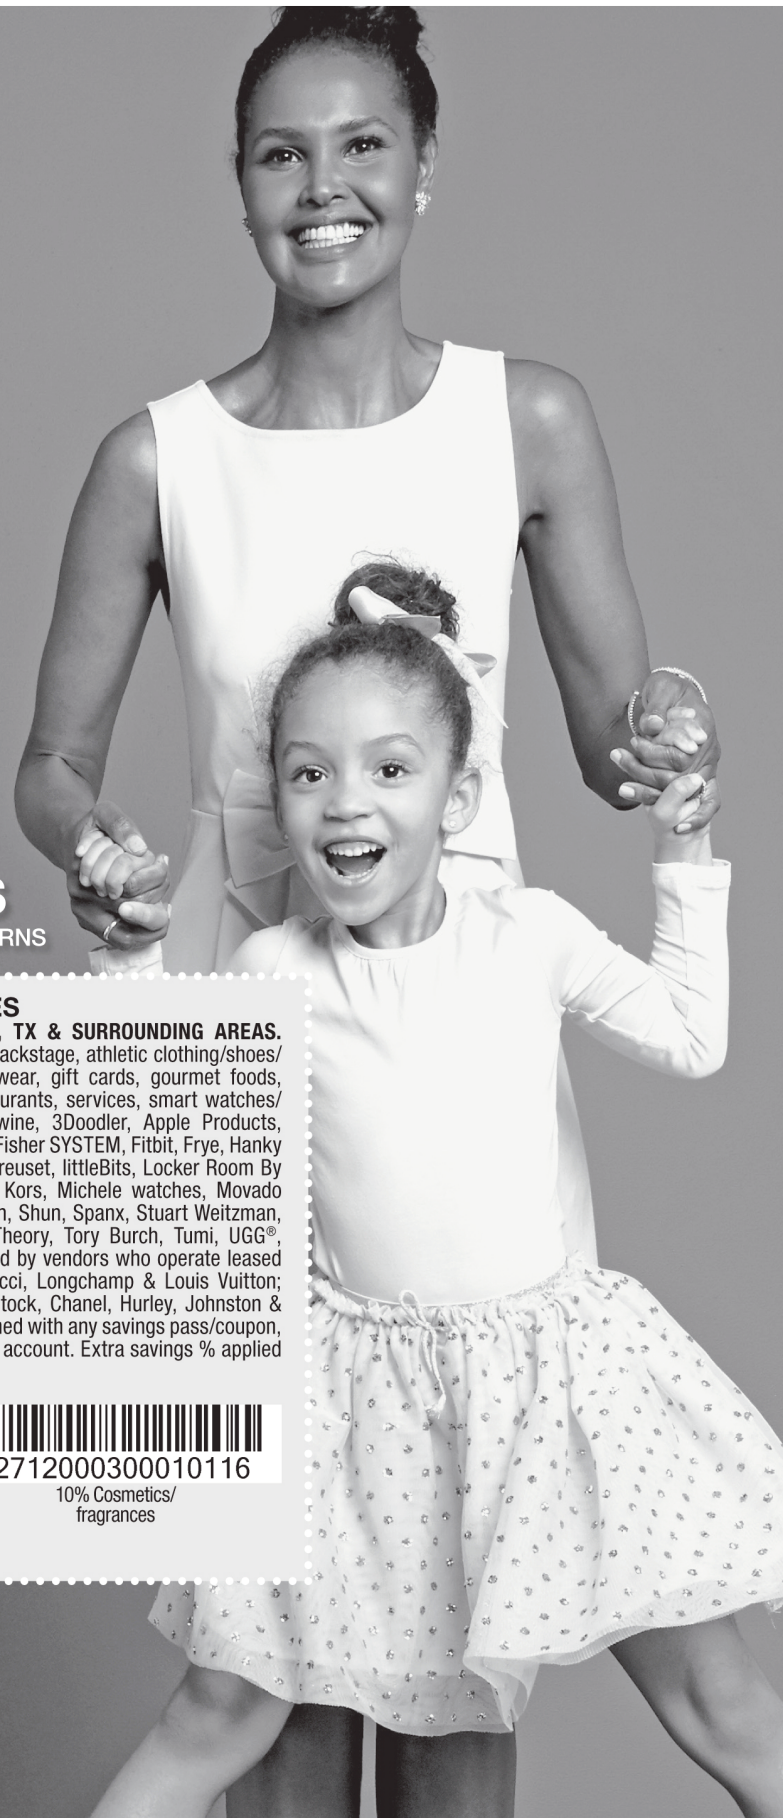 S
RNS
ES
, TX & SURROUNDING AREAS.
ackstage, athletic clothing/shoes/
wear, gift cards, gourmet foods,
urants, services, smart watches/
wine, 3Doodler, Apple Products,
Fisher SYSTEM, Fitbit, Frye, Hanky
reuset, littleBits, Locker Room By
Kors, Michele watches, Movado
n, Shun, Spanx, Stuart Weitzman,
Theory, Tory Burch, Tumi, UGG®,
d by vendors who operate leased
cci, Longchamp & Louis Vuitton;
tock, Chanel, Hurley, Johnston &
ned with any savings pass/coupon,
account. Extra savings % applied
2712000300010116
10% Cosmetics/
fragrances